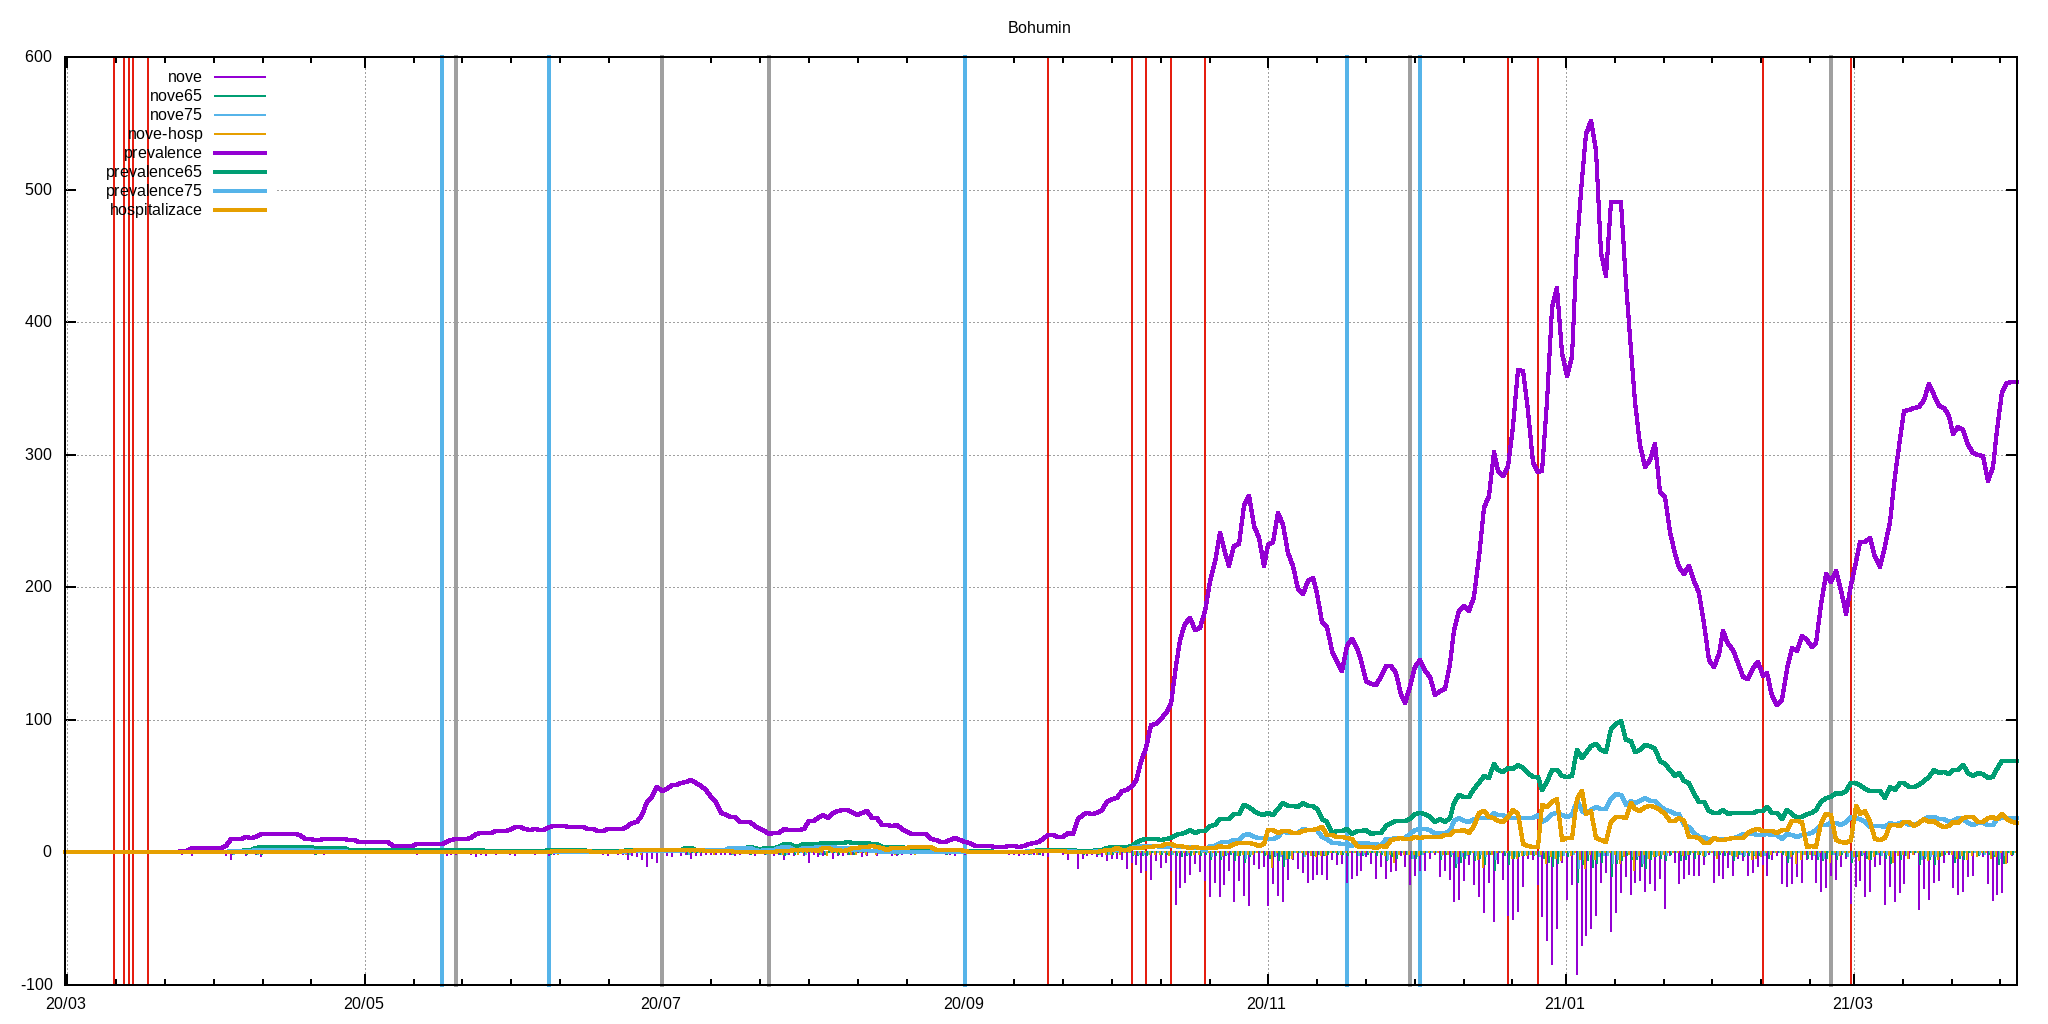 Bohumin
600
500
400
300
200
100
0
-100
nove
nove65
nove75
nove-hosp
prevalence
prevalence65
prevalence75
hospitalizace
20/03
20/05
20/07
20/09
20/11
21/01
21/03